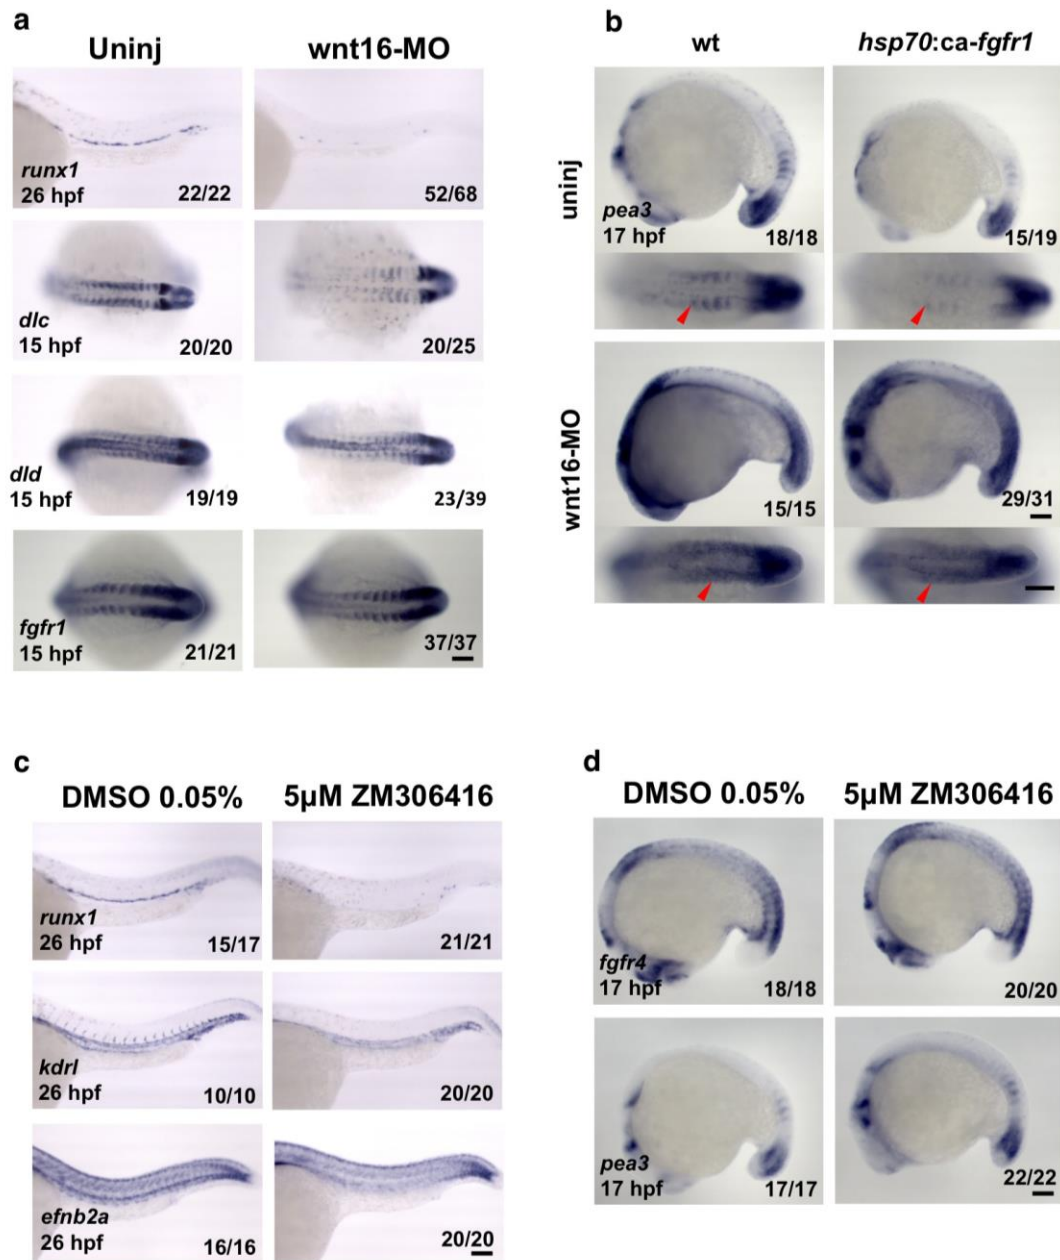 a
Uninj wnt16-MO
runx1
26 hpf 22/22 52/68
dlc
15 hpf 20/20 20/25
dld
15 hpf 19/19 23/39
fgfr1
15 hpf 21/21 37/37
b
wt hsp70:ca-fgfr1
uninj
pea3
17 hpf 18/18 15/19
wnt16-MO
15/15 29/31
c
DMSO 0.05% 5µM ZM306416
runx1
26 hpf 15/17 21/21
kdrl
26 hpf 10/10 20/20
efnb2a
26 hpf 16/16 20/20
d
DMSO 0.05% 5µM ZM306416
fgfr4
17 hpf 18/18 20/20
pea3
17 hpf 17/17 22/22